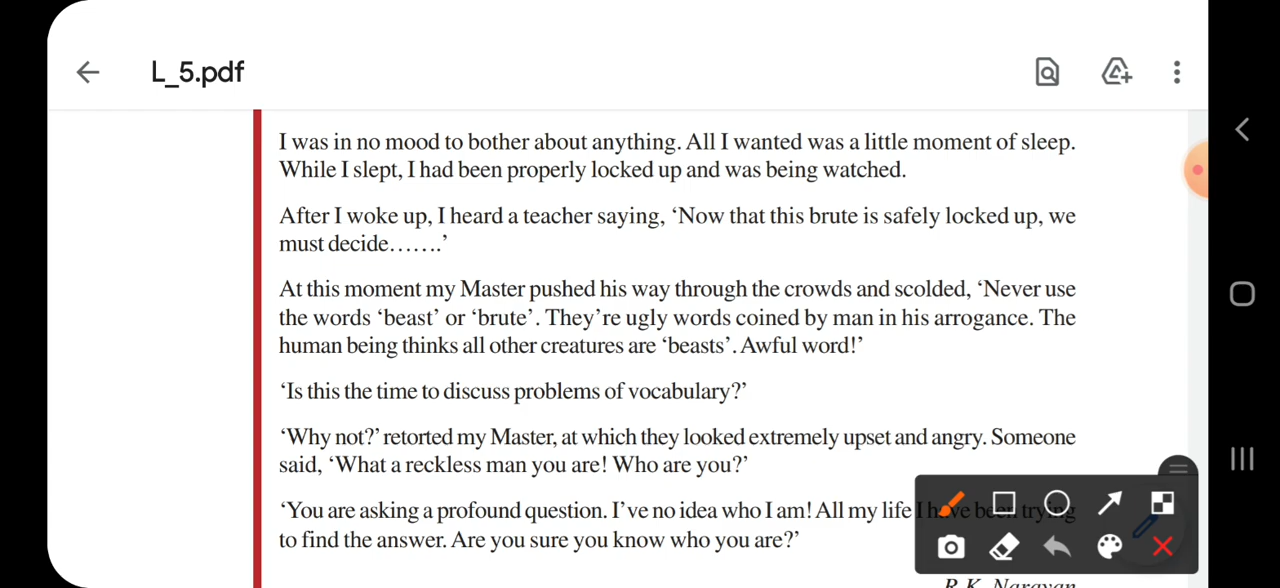 L_5.pdf
I was in no mood to bother about anything. All I wanted was a little moment of sleep.
While I slept, I had been properly locked up and was being watched.
After I woke up, I heard a teacher saying, ‘Now that this brute is safely locked up, we
must decide…….’
At this moment my Master pushed his way through the crowds and scolded, ‘Never use
the words ‘beast’ or ‘brute’. They’re ugly words coined by man in his arrogance. The
human being thinks all other creatures are ‘beasts’. Awful word!’
‘Is this the time to discuss problems of vocabulary?’
‘Why not?’ retorted my Master, at which they looked extremely upset and angry. Someone
said, ‘What a reckless man you are! Who are you?’
‘You are asking a profound question. I’ve no idea who I am! All my life I have been trying
to find the answer. Are you sure you know who you are?’
R.K. Narayan